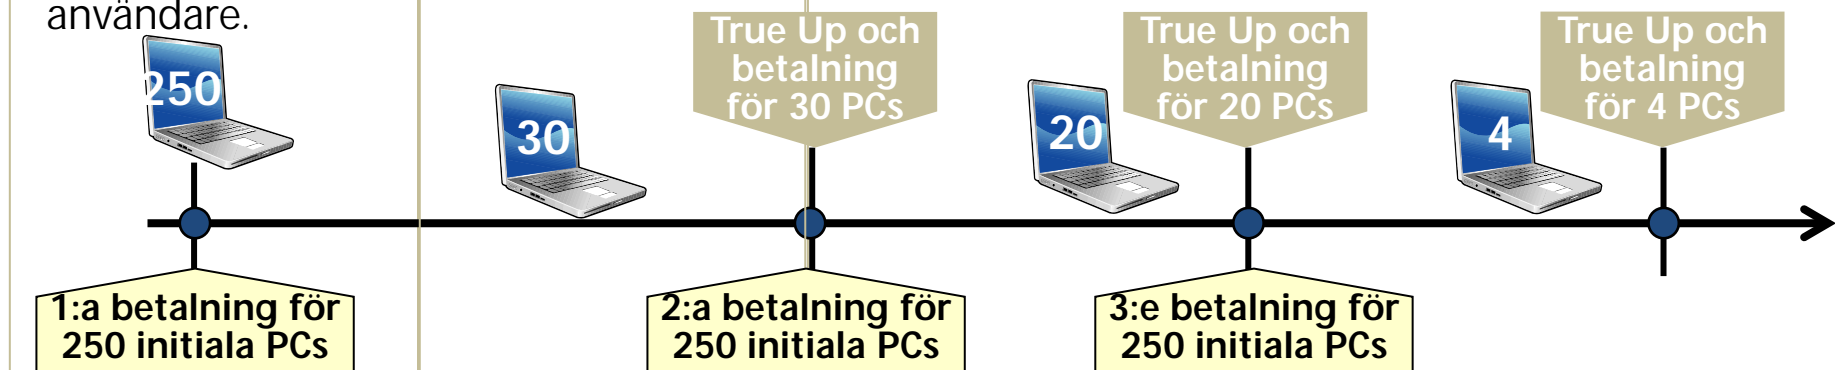 användare.
250
30
True Up och
betalning
för 30 PCs
20
True Up och
betalning
för 20 PCs
4
True Up och
betalning
för 4 PCs
1:a betalning för
250 initiala PCs
2:a betalning för
250 initiala PCs
3:e betalning för
250 initiala PCs